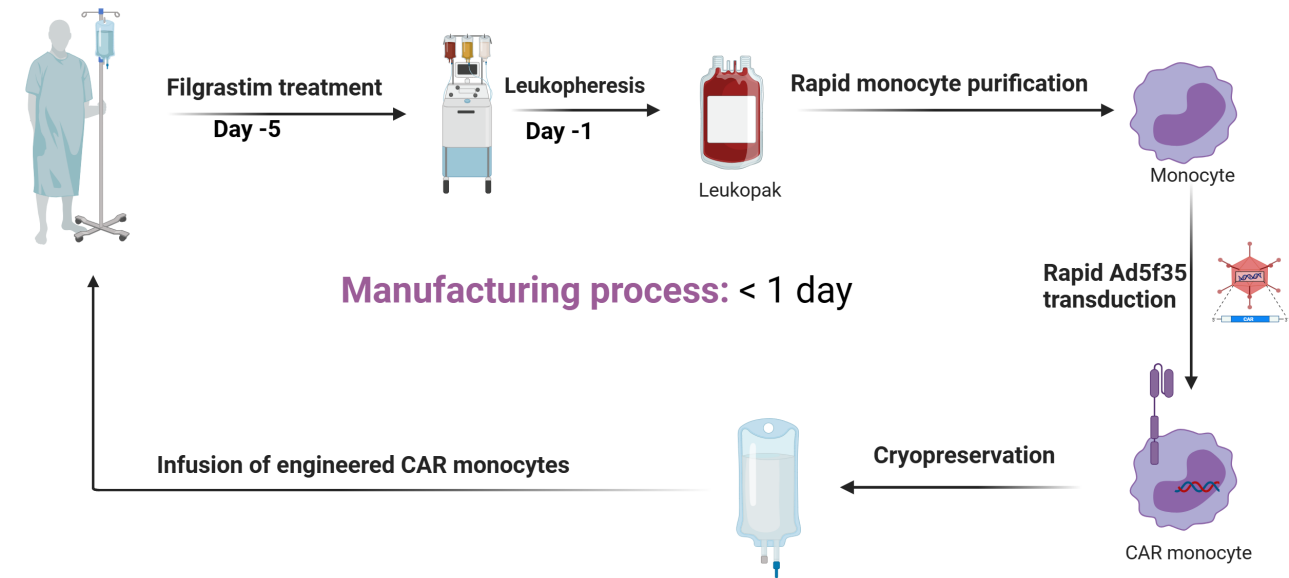 Filgrastim treatment
Day -5
Leukopheresis
Day -1
Leukopak
Rapid monocyte purification
Monocyte
Rapid Ad5f35
transduction
CAR
Manufacturing process: < 1 day
CAR monocyte
Cryopreservation
Infusion of engineered CAR monocytes